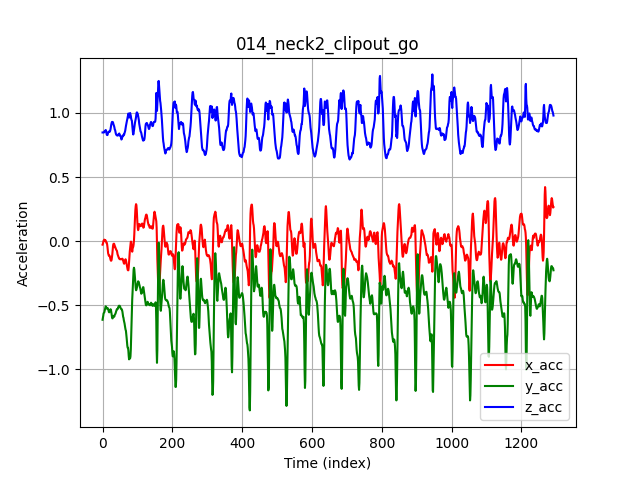 014_neck2_clipout_go
Acceleration
1.0
0.5
0.0
−0.5
−1.0
0 200 400 600 800 1000 1200
Time (index)
x_acc
y_acc
z_acc